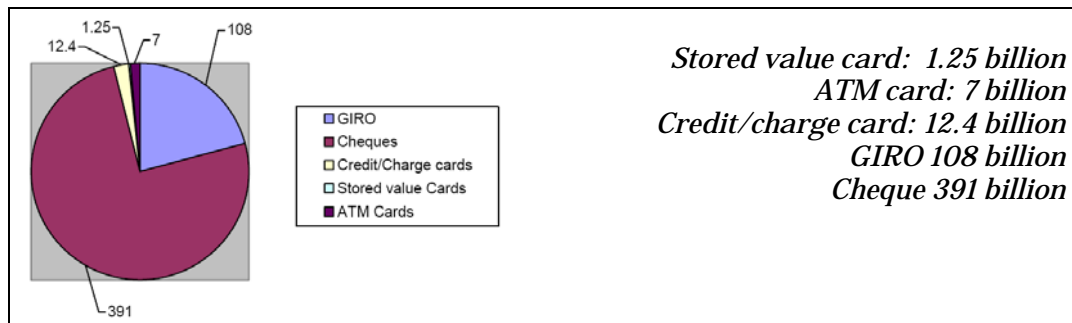 1.25
7
12.4
108
391
GIRO
Cheques
Credit/Charge cards
Stored value Cards
ATM Cards
Stored value card: 1.25 billion
ATM card: 7 billion
Credit/charge card: 12.4 billion
GIRO 108 billion
Cheque 391 billion